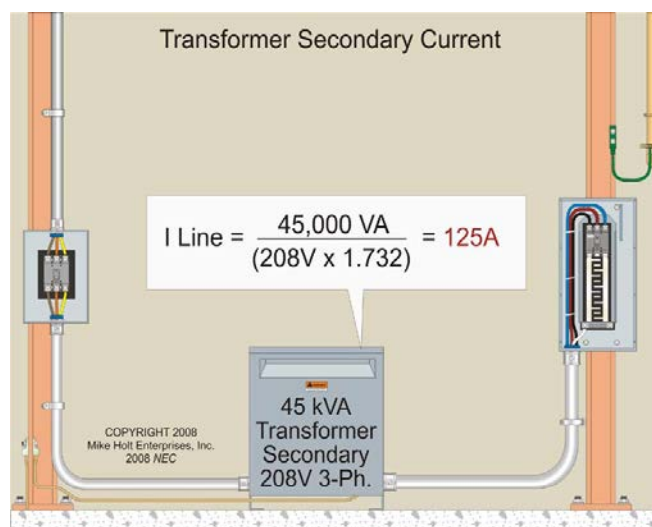 Transformer Secondary Current
I Line = 45,000 VA / (208V x 1.732) = 125A
45 kVA
Transformer
Secondary
208V 3-Ph.
COPYRIGHT 2008
Mike Holt Enterprises, Inc.
2008 NEC